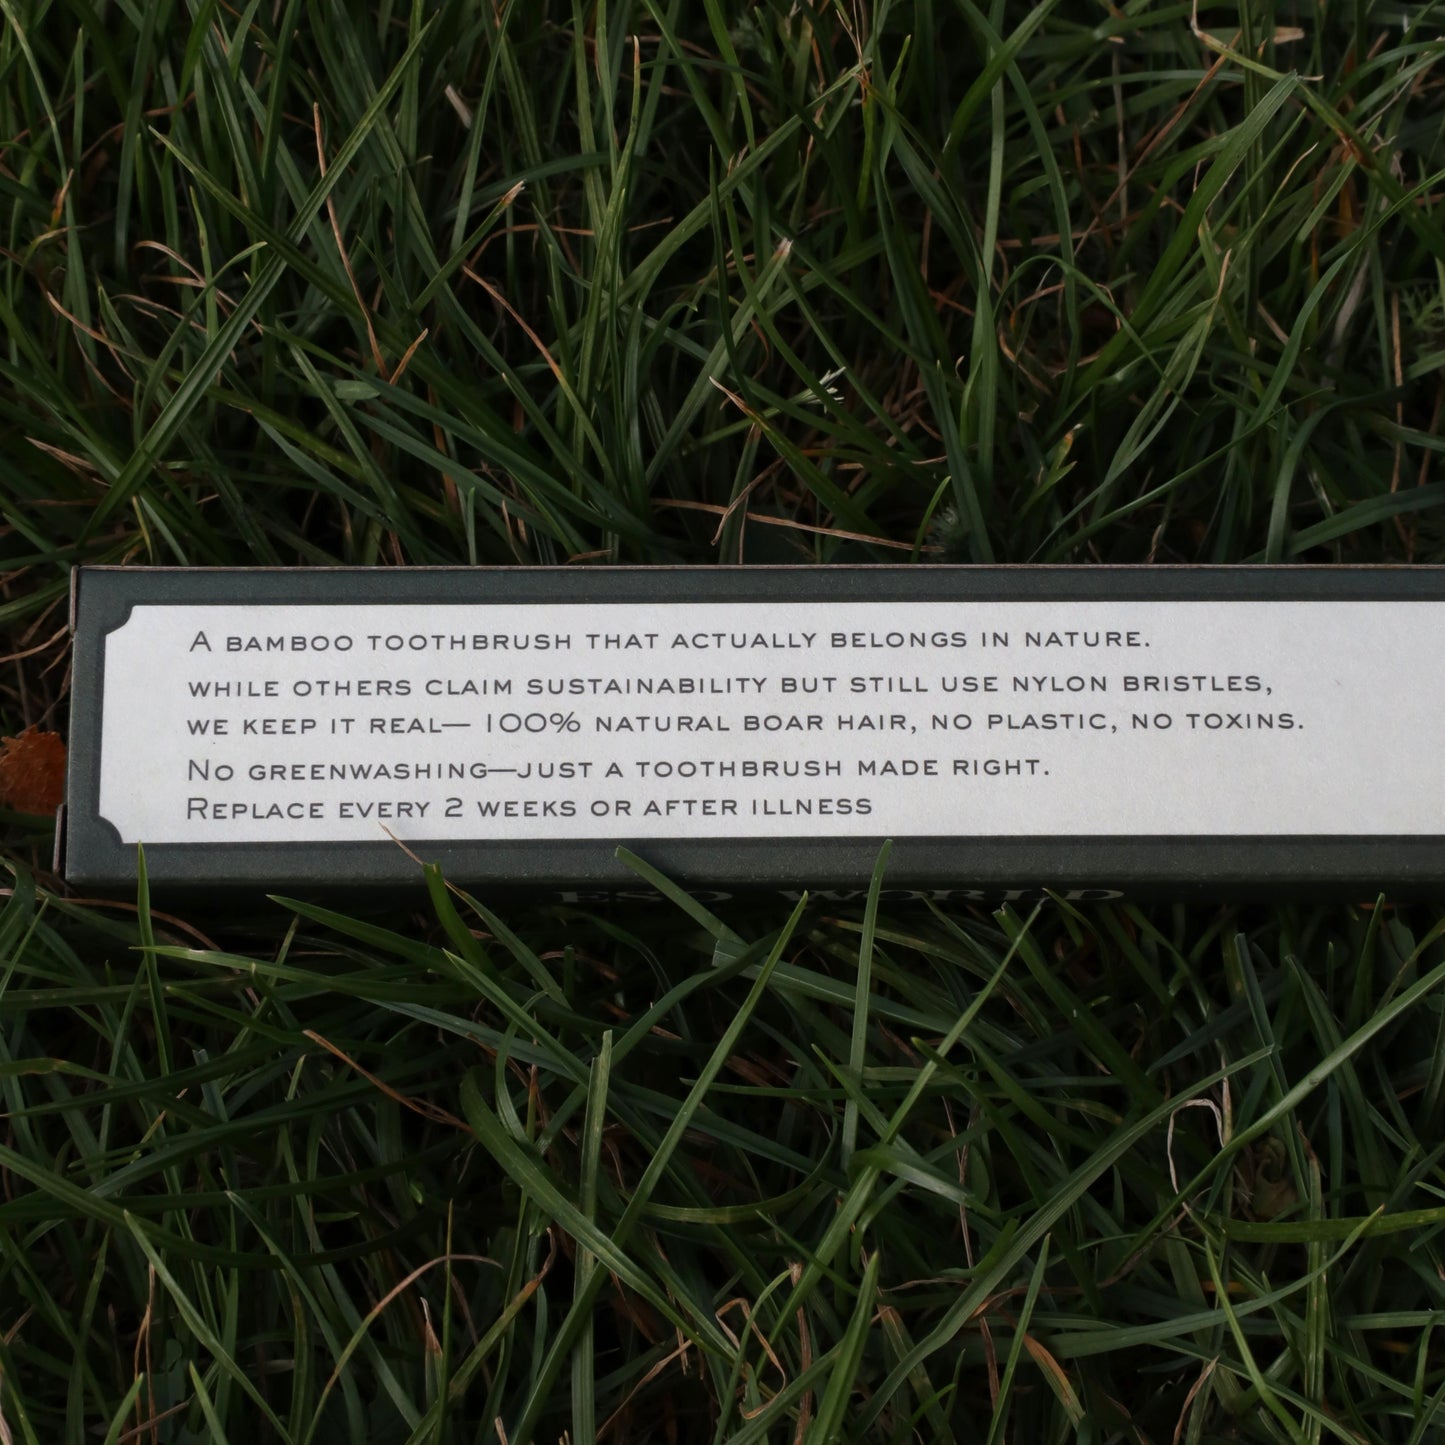 A BAMBOO TOOTHBRUSH THAT ACTUALLY BELONGS IN NATURE.
WHILE OTHERS CLAIM SUSTAINABILITY BUT STILL USE NYLON BRISTLES,
WE KEEP IT REAL— 100% NATURAL BOAR HAIR, NO PLASTIC, NO TOXINS.
NO GREENWASHING—JUST A TOOTHBRUSH MADE RIGHT.
REPLACE EVERY 2 WEEKS OR AFTER ILLNESS
WORLD